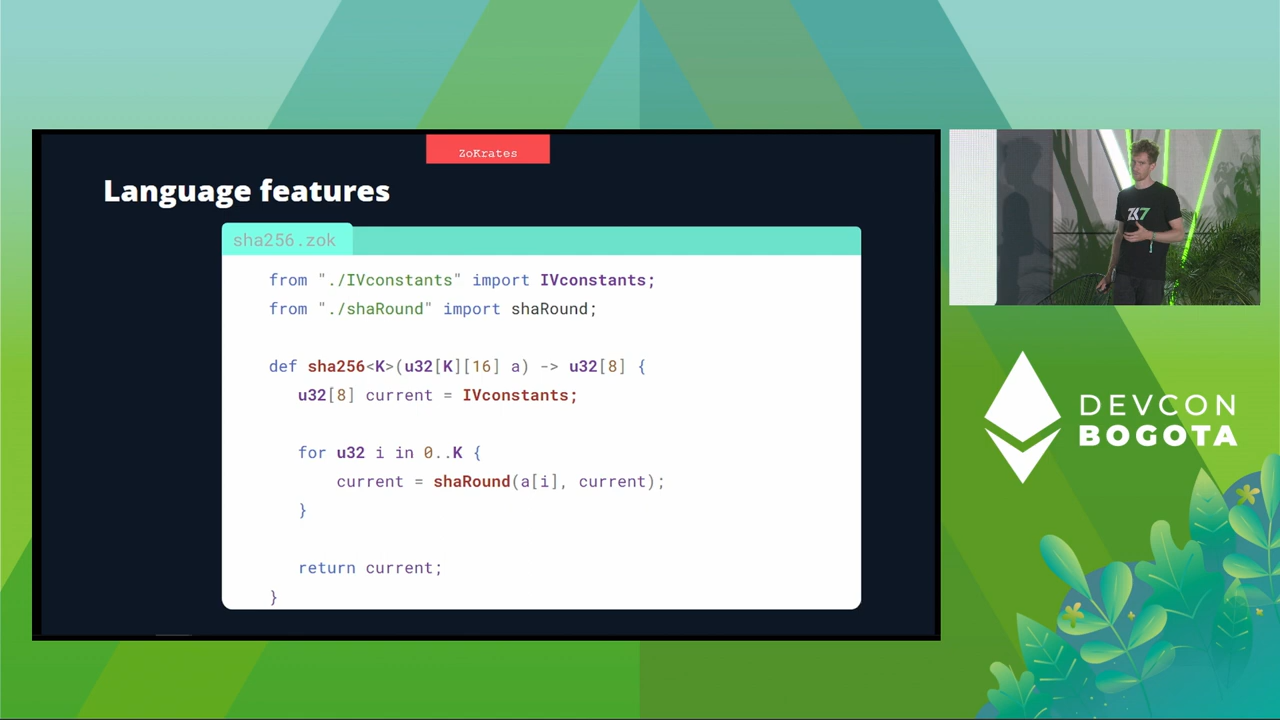 ZoKrates
Language features
sha256.zok
from "./IVconstants" import IVconstants;
from "./shaRound" import shaRound;
def sha256<K>(u32[K][16] a) -> u32[8] {
u32[8] current = IVconstants;
for u32 i in 0..K {
current = shaRound(a[i], current);
}
return current;
}
ZK7
DEVCON
BOGOTA